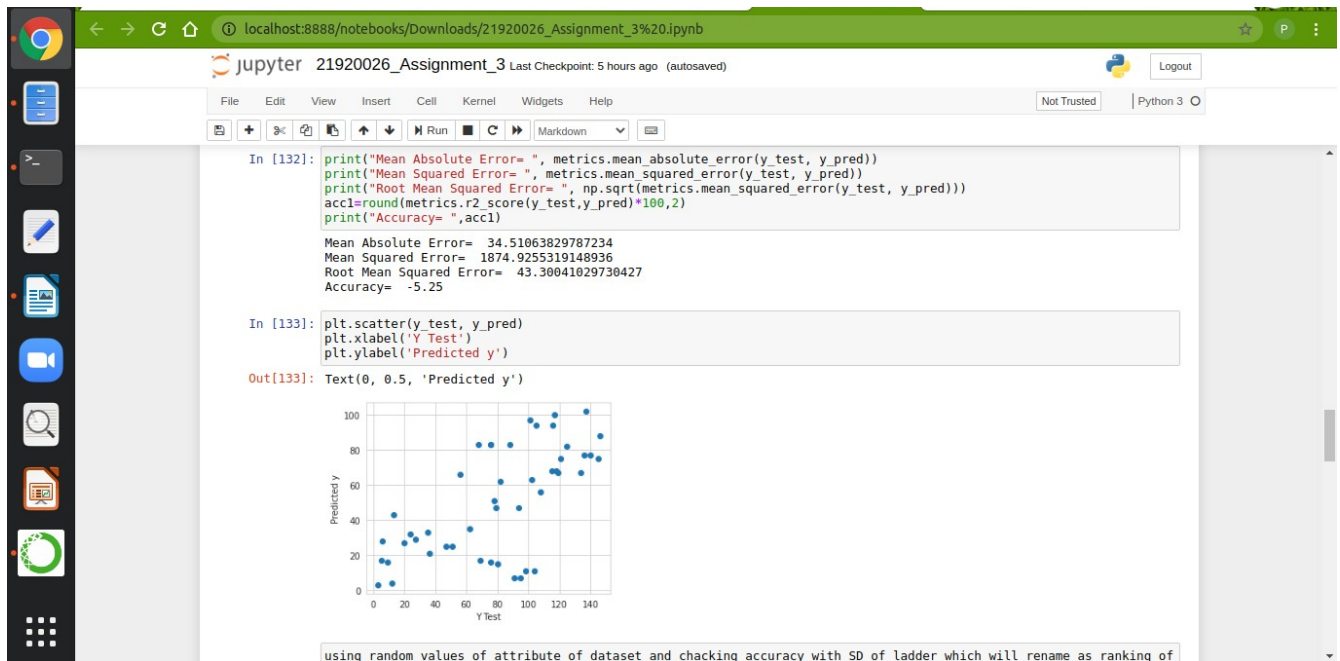 localhost:8888/notebooks/Downloads/21920026_Assignment_3%20.ipynb
P
jupyter 21920026_Assignment_3 Last Checkpoint: 5 hours ago (autosaved)
Logout
File Edit View Insert Cell Kernel Widgets Help
Not Trusted Python 3
Run Markdown
In [132]: print("Mean Absolute Error= ", metrics.mean_absolute_error(y_test, y_pred))
print("Mean Squared Error= ", metrics.mean_squared_error(y_test, y_pred))
print("Root Mean Squared Error= ", np.sqrt(metrics.mean_squared_error(y_test, y_pred)))
acc1=round(metrics.r2_score(y_test,y_pred)*100,2)
print("Accuracy= ",acc1)
Mean Absolute Error=  34.51063829787234
Mean Squared Error=  1874.9255319148936
Root Mean Squared Error=  43.30041029730427
Accuracy=  -5.25
In [133]: plt.scatter(y_test, y_pred)
plt.xlabel('Y Test')
plt.ylabel('Predicted y')
Out[133]: Text(0, 0.5, 'Predicted y')
100
80
60
40
20
0
Predicted y
0 20 40 60 80 100 120 140
Y Test
using random values of attribute of dataset and chacking accuracy with SD of ladder which will rename as ranking of